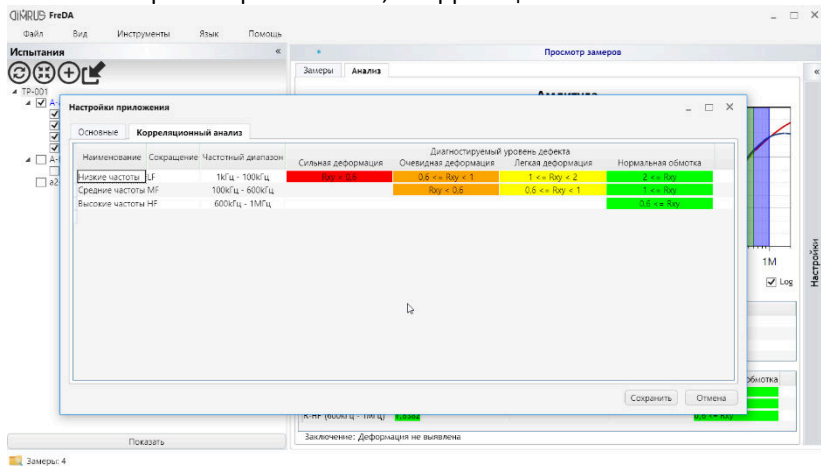 DIMRUS FreDA
Файл Вид Инструменты Язык Помощь
Испытания «
Просмотр замеров
Замеры Анализ
«
TP-001
Настройки приложения
Основные Корреляционный анализ
Диагностируемый уровень дефекта
Наименование Сокращение Частотный диапазон Сильная деформация Очевидная деформация Легкая деформация Нормальная обмотка
Низкие частоты LF 1кГц - 100кГц Rxy < 0,6 0,6 <= Rxy < 1 1 <= Rxy < 2 2 <= Rxy
Средние частоты MF 100кГц - 600кГц Rxy < 0,6 0,6 <= Rxy < 1 1 <= Rxy
Высокие частоты HF 600кГц - 1МГц 0,6 <= Rxy
a2
1M
Log
Настройки
Сохранить Отмена
Заключение: Деформация не выявлена
Показать
Замеры: 4